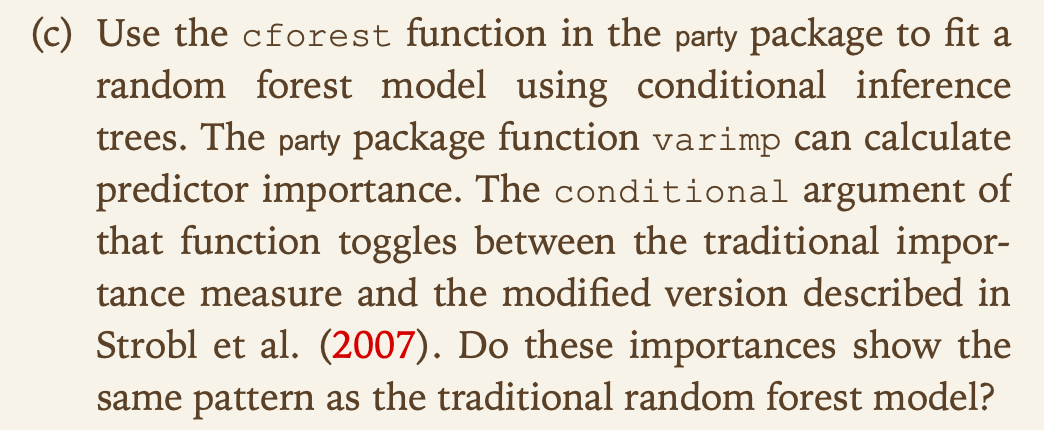 (c) Use the cforest function in the party package to fit a
random forest model using conditional inference
trees. The party package function varimp can calculate
predictor importance. The conditional argument of
that function toggles between the traditional impor-
tance measure and the modified version described in
Strobl et al. (2007). Do these importances show the
same pattern as the traditional random forest model?